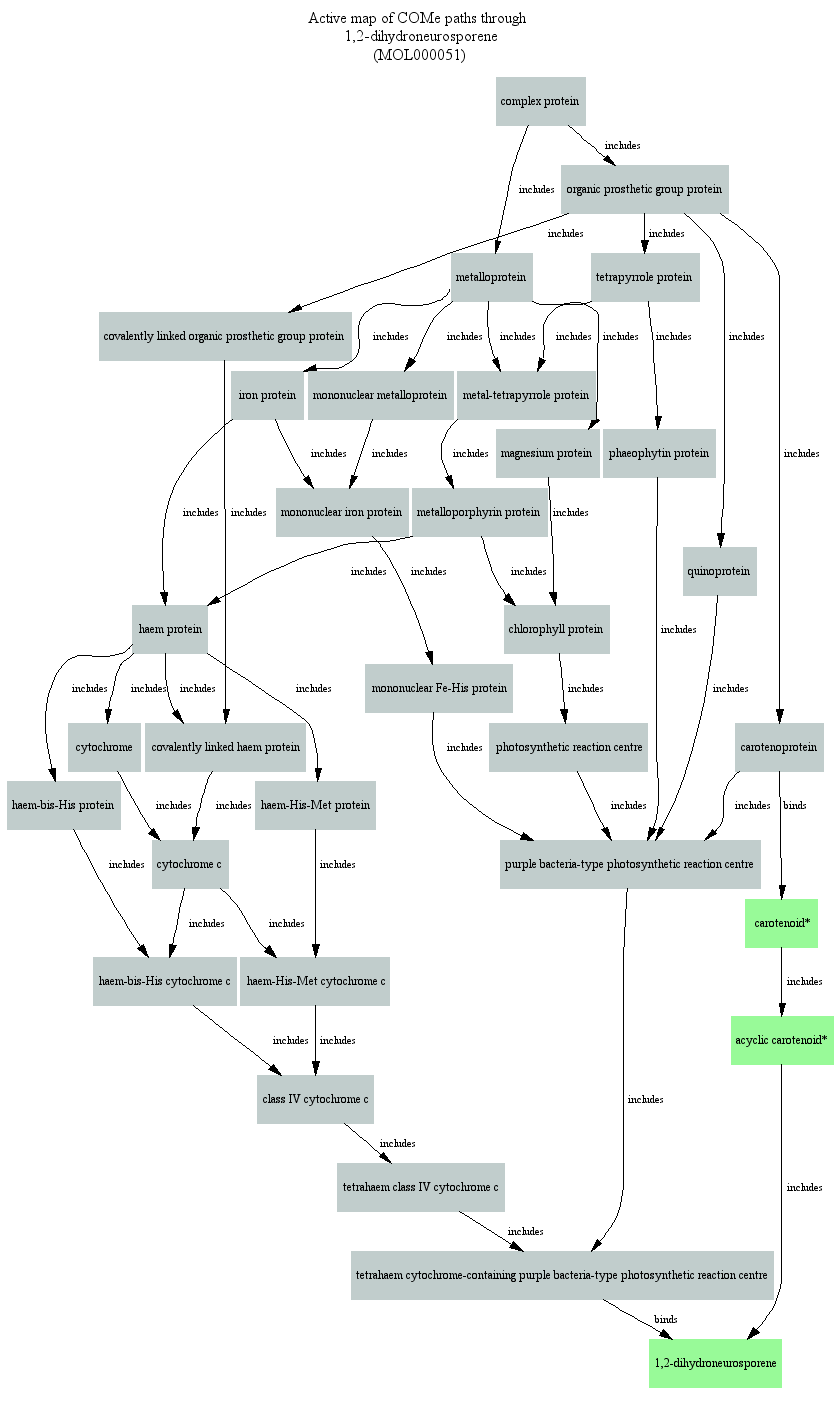 Active map of COMe paths through
1,2-dihydroneurosporene
(MOL000051)
complex protein
includes
organic prosthetic group protein
includes
includes
includes
metalloprotein
tetrapyrrole protein
covalently linked organic prosthetic group protein
includes
includes
includes
includes
includes
includes
includes
iron protein
mononuclear metalloprotein
metal-tetrapyrrole protein
includes
includes
includes
magnesium protein
phaeophytin protein
includes
mononuclear iron protein
metalloporphyrin protein
includes
includes
includes
includes
includes
includes
quinoprotein
haem protein
chlorophyll protein
includes
includes
includes
includes
includes
mononuclear Fe-His protein
includes
includes
cytochrome
covalently linked haem protein
includes
photosynthetic reaction centre
carotenoprotein
haem-bis-His protein
includes
includes
haem-His-Met protein
includes
includes
binds
includes
cytochrome c
includes
purple bacteria-type photosynthetic reaction centre
includes
includes
carotenoid*
haem-bis-His cytochrome c
haem-His-Met cytochrome c
includes
includes
includes
acyclic carotenoid*
class IV cytochrome c
includes
includes
tetrahaem class IV cytochrome c
includes
includes
tetrahaem cytochrome-containing purple bacteria-type photosynthetic reaction centre
binds
1,2-dihydroneurosporene